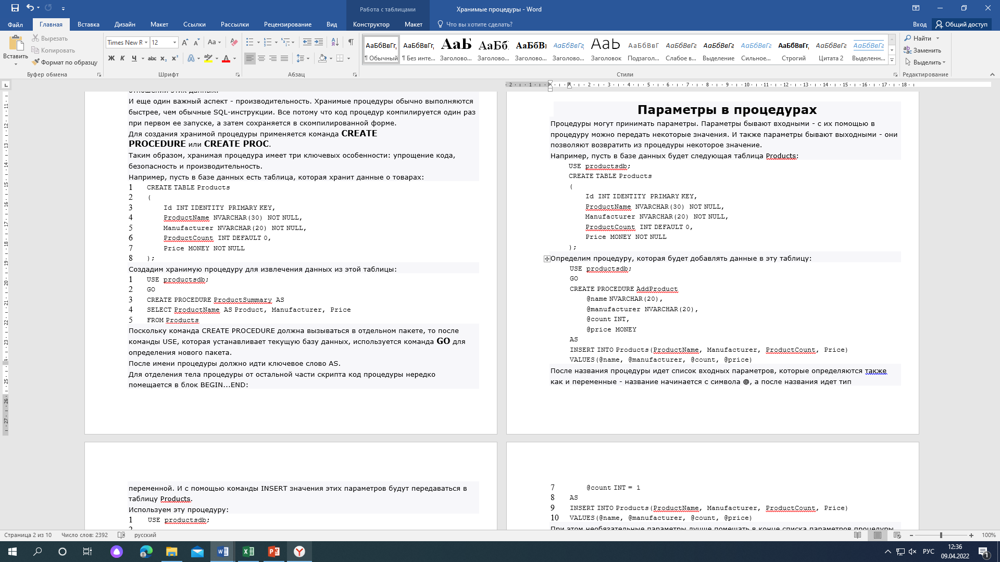 Хранимые процедуры - Word
Работа с таблицами
Файл
Главная
Вставка
Дизайн
Макет
Ссылки
Рассылки
Рецензирование
Вид
Конструктор
Макет
Что вы хотите сделать?
Вход
Общий доступ
Вставить
Вырезать
Копировать
Формат по образцу
Буфер обмена
Times New R
12
Шрифт
Абзац
АаБбВвГг,
¶ Обычный
АаБбВвГг,
¶ Без инте...
АаБ
Заголово...
АаБб
Заголово...
АаБбВ
Заголово...
АаБбВвГг
Заголово...
АаЬ
Заголовок
АаБбВвГ
Подзагол...
АаБбВвГг
Слабое в...
АаБбВвГг
Выделение
АаБбВвГг
Сильное...
АаБбВвГг,
Строгий
АаБбВвГг
Цитата 2
АаБбВвГг
Выделенн...
Стили
Найти
Заменить
Выделить
Редактирование
отношении этих данных.
И еще один важный аспект - производительность. Хранимые процедуры обычно выполняются
быстрее, чем обычные SQL-инструкции. Все потому что код процедур компилируется один раз
при первом ее запуске, а затем сохраняется в скомпилированной форме.
Для создания хранимой процедуры применяется команда CREATE
PROCEDURE или CREATE PROC.
Таким образом, хранимая процедура имеет три ключевых особенности: упрощение кода,
безопасность и производительность.
Например, пусть в базе данных есть таблица, которая хранит данные о товарах:
1 CREATE TABLE Products
2 (
3 Id INT IDENTITY PRIMARY KEY,
4 ProductName NVARCHAR(30) NOT NULL,
5 Manufacturer NVARCHAR(20) NOT NULL,
6 ProductCount INT DEFAULT 0,
7 Price MONEY NOT NULL
8 );
Создадим хранимую процедуру для извлечения данных из этой таблицы:
1 USE productsdb;
2 GO
3 CREATE PROCEDURE ProductSummary AS
4 SELECT ProductName AS Product, Manufacturer, Price
5 FROM Products
Поскольку команда CREATE PROCEDURE должна вызываться в отдельном пакете, то после
команды USE, которая устанавливает текущую базу данных, используется команда GO для
определения нового пакета.
После имени процедуры должно идти ключевое слово AS.
Для отделения тела процедуры от остальной части скрипта код процедуры нередко
помещается в блок BEGIN...END:
Параметры в процедурах
Процедуры могут принимать параметры. Параметры бывают входными - с их помощью в
процедуру можно передать некоторые значения. И также параметры бывают выходными - они
позволяют возвратить из процедуры некоторое значение.
Например, пусть в базе данных будет следующая таблица Products:
USE productsdb;
CREATE TABLE Products
(
Id INT IDENTITY PRIMARY KEY,
ProductName NVARCHAR(30) NOT NULL,
Manufacturer NVARCHAR(20) NOT NULL,
ProductCount INT DEFAULT 0,
Price MONEY NOT NULL
);
Определим процедуру, которая будет добавлять данные в эту таблицу:
USE productsdb;
GO
CREATE PROCEDURE AddProduct
@name NVARCHAR(20),
@manufacturer NVARCHAR(20),
@count INT,
@price MONEY
AS
INSERT INTO Products(ProductName, Manufacturer, ProductCount, Price)
VALUES(@name, @manufacturer, @count, @price)
После названия процедуры идет список входных параметров, которые определяются также
как и переменные - название начинается с символа @, а после названия идет тип
переменной. И с помощью команды INSERT значения этих параметров будут передаваться в
таблицу Products.
Используем эту процедуру:
1 USE productsdb;
2
7 @count INT = 1
8 AS
9 INSERT INTO Products(ProductName, Manufacturer, ProductCount, Price)
10 VALUES(@name, @manufacturer, @count, @price)
При этом необязательные параметры лучше помещать в конце списка параметров процедуры.
Страница 2 из 10
Число слов: 2392
русский
100%
РУС
12:36
09.04.2022
1